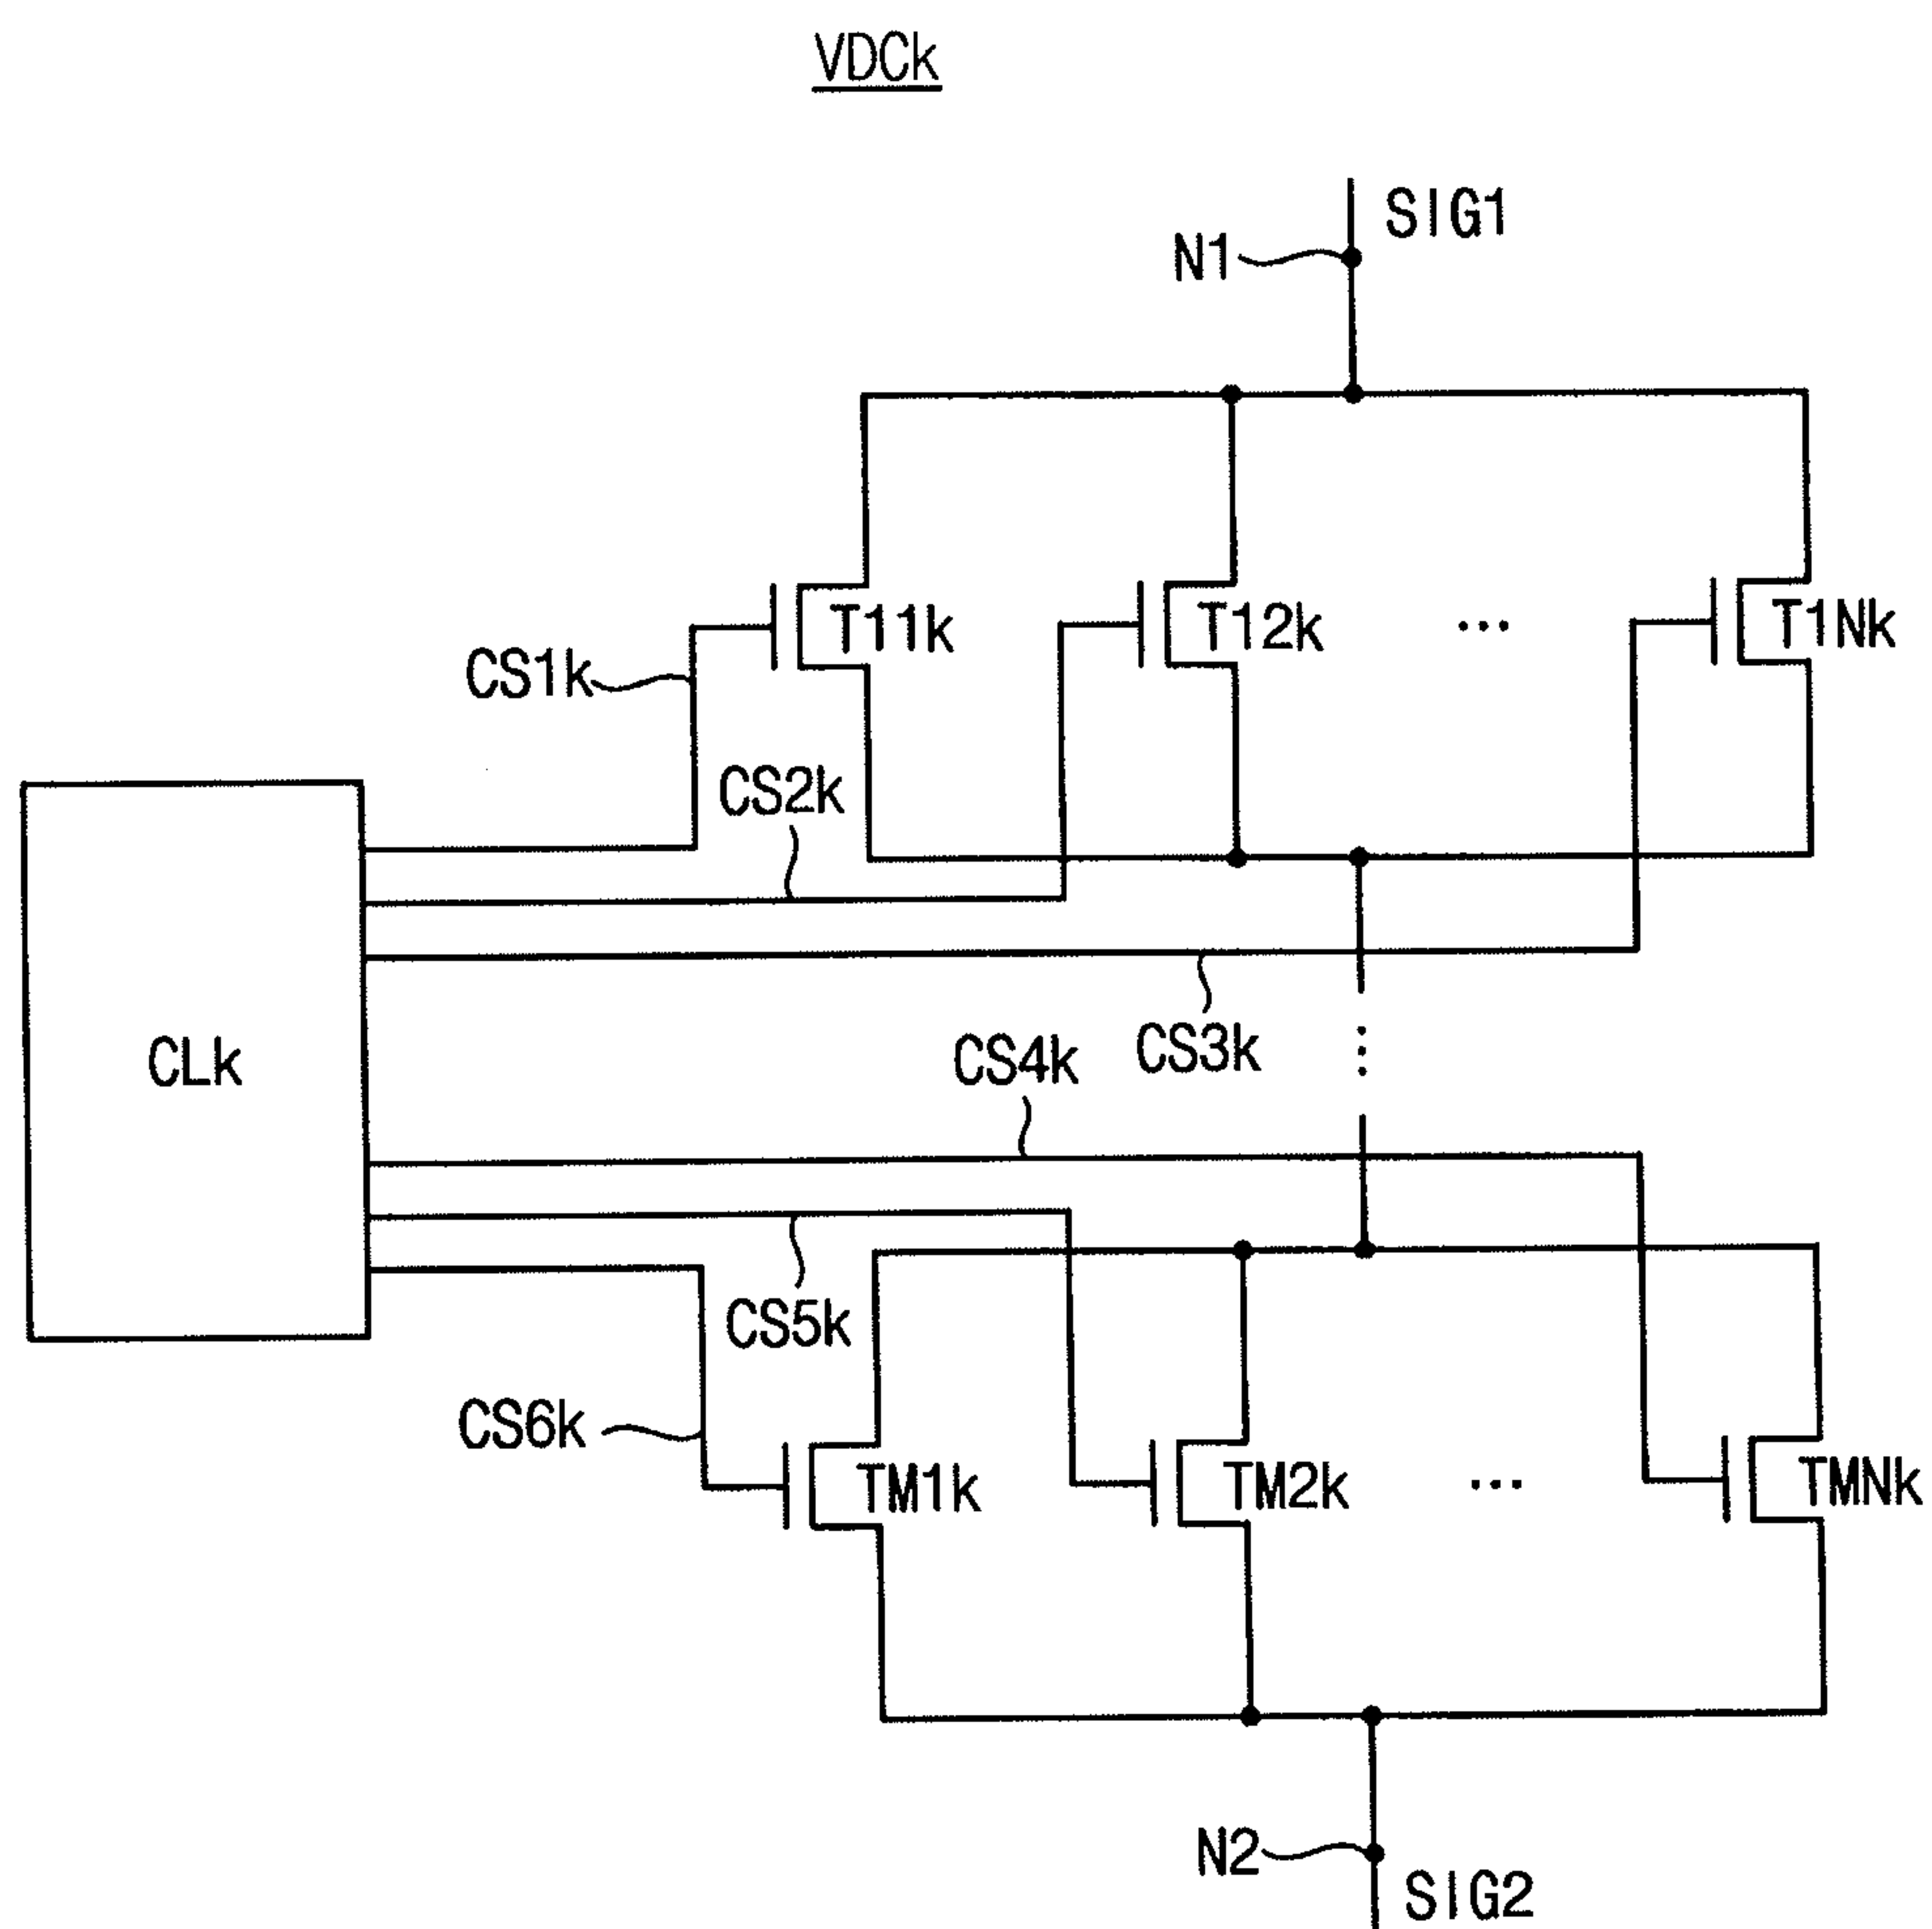 VDCk
SIG1
N1
T11k
T12k
...
T1Nk
CS1k
CS2k
CS3k
CS4k
CLk
CS5k
CS6k
TM1k
TM2k
...
TMNk
N2
SIG2